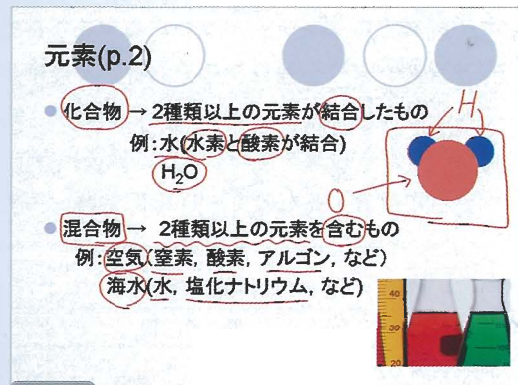 元素(p.2)
化合物 → 2種類以上の元素が結合したもの
例: 水(水素と酸素が結合)
H₂O
H
O
混合物→ 2種類以上の元素を含むもの
例: 空気(窒素, 酸素, アルゴン, など)
海水(水, 塩化ナトリウム, など)
40
30
20